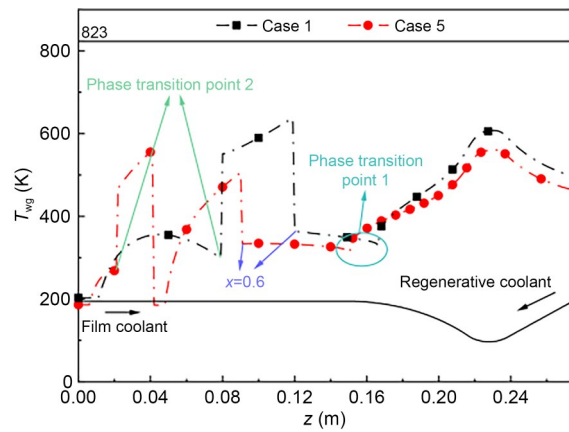 Case 1
Case 5
823
800
600
400
200
0
T_wg (K)
Phase transition point 2
Phase transition
point 1
x=0.6
Regenerative coolant
Film coolant
0.00
0.04
0.08
0.12
0.16
0.20
0.24
z (m)